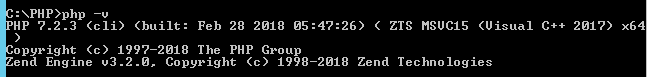 C:\PHP>php -v
PHP 7.2.3 (cli) (built: Feb 28 2018 05:47:26) ( ZTS MSVC15 (Visual C++ 2017) x64
 )
Copyright (c) 1997-2018 The PHP Group
Zend Engine v3.2.0, Copyright (c) 1998-2018 Zend Technologies